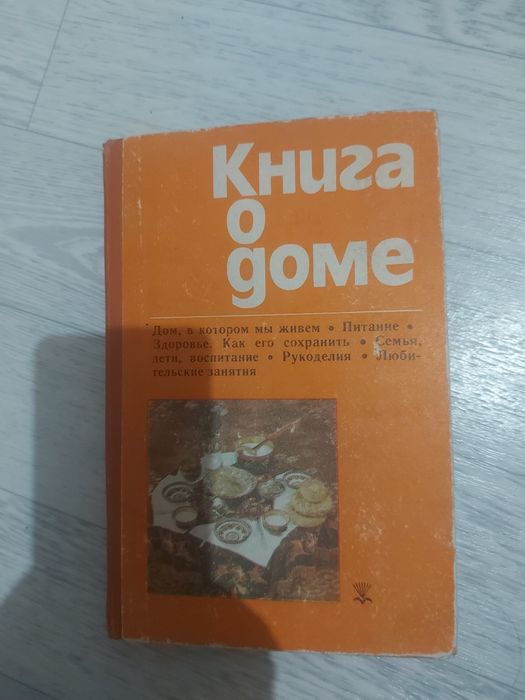 Книга
о
доме
Дом, в котором мы живем • Питание •
Здоровье. Как его сохранить • Семья,
дети, воспитание • Рукоделия • Люби-
тельские занятия